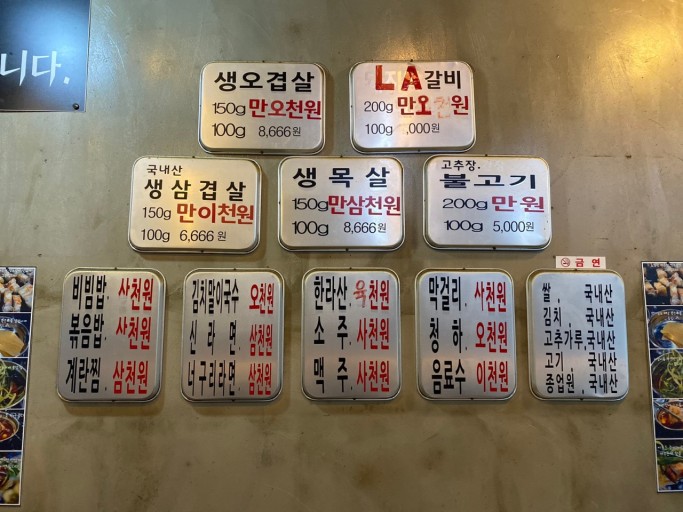 니다.
생오겹살
150g 만오천원
100g 8,666원
LA갈비
200g 만오 원
100g ,000원
국내산
생삼겹살
150g 만이천원
100g 6,666원
생목살
150g 만삼천원
100g 8,666원
고추장.
불고기
200g 만원
100g 5,000원
금연
비빔밥. 사천원
볶음밥. 사천원
계란찜. 삼천원
김치말이국수 오천원
신라면. 삼천원
너구리라면. 삼천원
한라산. 육천원
소주. 사천원
맥주. 사천원
막걸리. 사천원
청하. 오천원
음료수 이천원
쌀, 국내산
김치, 국내산
고추가루,국내산
고기, 국내산
종업원,국내산